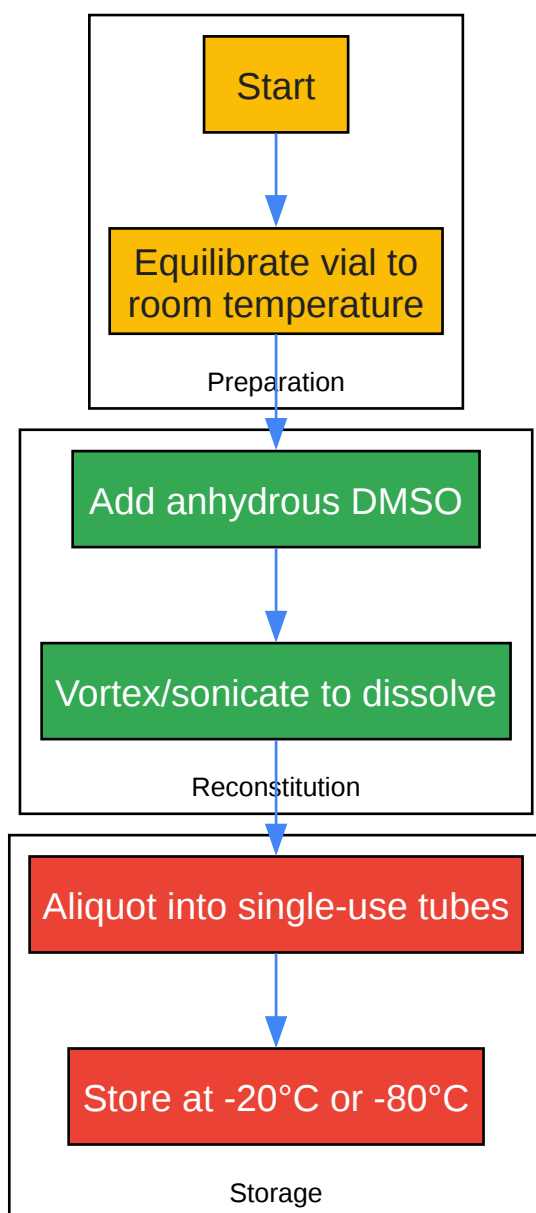 Start
Equilibrate vial to
room temperature
Preparation
Add anhydrous DMSO
Vortex/sonicate to dissolve
Reconstitution
Aliquot into single-use tubes
Store at -20°C or -80°C
Storage